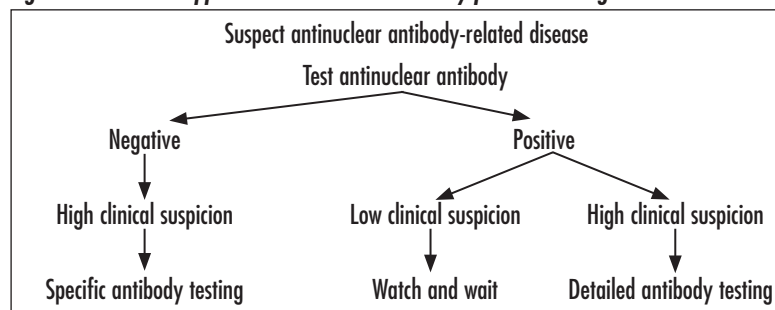 Suspect antinuclear antibody-related disease
Test antinuclear antibody
Negative Positive
High clinical suspicion Low clinical suspicion High clinical suspicion
Specific antibody testing Watch and wait Detailed antibody testing